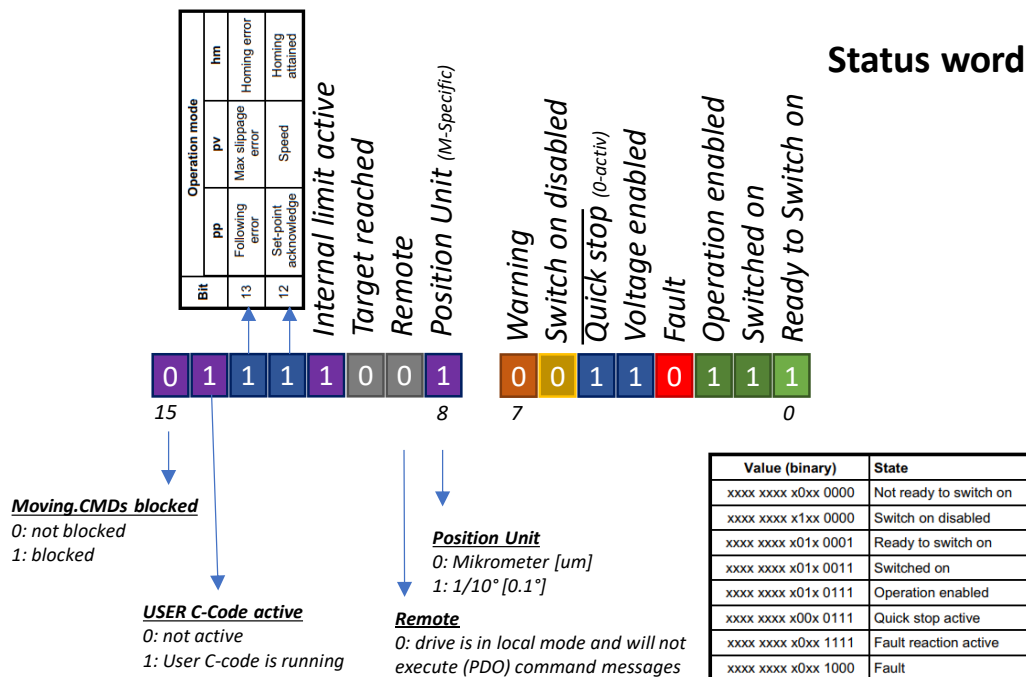 Status word
Bit
Operation mode
pp
pv
hm
13
Following
error
Max slippage
error
Homing error
12
Set-point
acknowledge
Speed
Homing
attained
Internal limit active
Target reached
Remote
Position Unit (M-Specific)
Warning
Switch on disabled
Quick stop (0-activ)
Voltage enabled
Fault
Operation enabled
Switched on
Ready to Switch on
0 1 1 1 1 0 0 1 0 0 1 1 0 1 1 1
15 8 7 0
Moving.CMDs blocked
0: not blocked
1: blocked
USER C-Code active
0: not active
1: User C-code is running
Position Unit
0: Mikrometer [um]
1: 1/10° [0.1°]
Remote
0: drive is in local mode and will not
execute (PDO) command messages
Value (binary) State
xxxx xxxx x0xx 0000 Not ready to switch on
xxxx xxxx x1xx 0000 Switch on disabled
xxxx xxxx x01x 0001 Ready to switch on
xxxx xxxx x01x 0011 Switched on
xxxx xxxx x01x 0111 Operation enabled
xxxx xxxx x00x 0111 Quick stop active
xxxx xxxx x0xx 1111 Fault reaction active
xxxx xxxx x0xx 1000 Fault